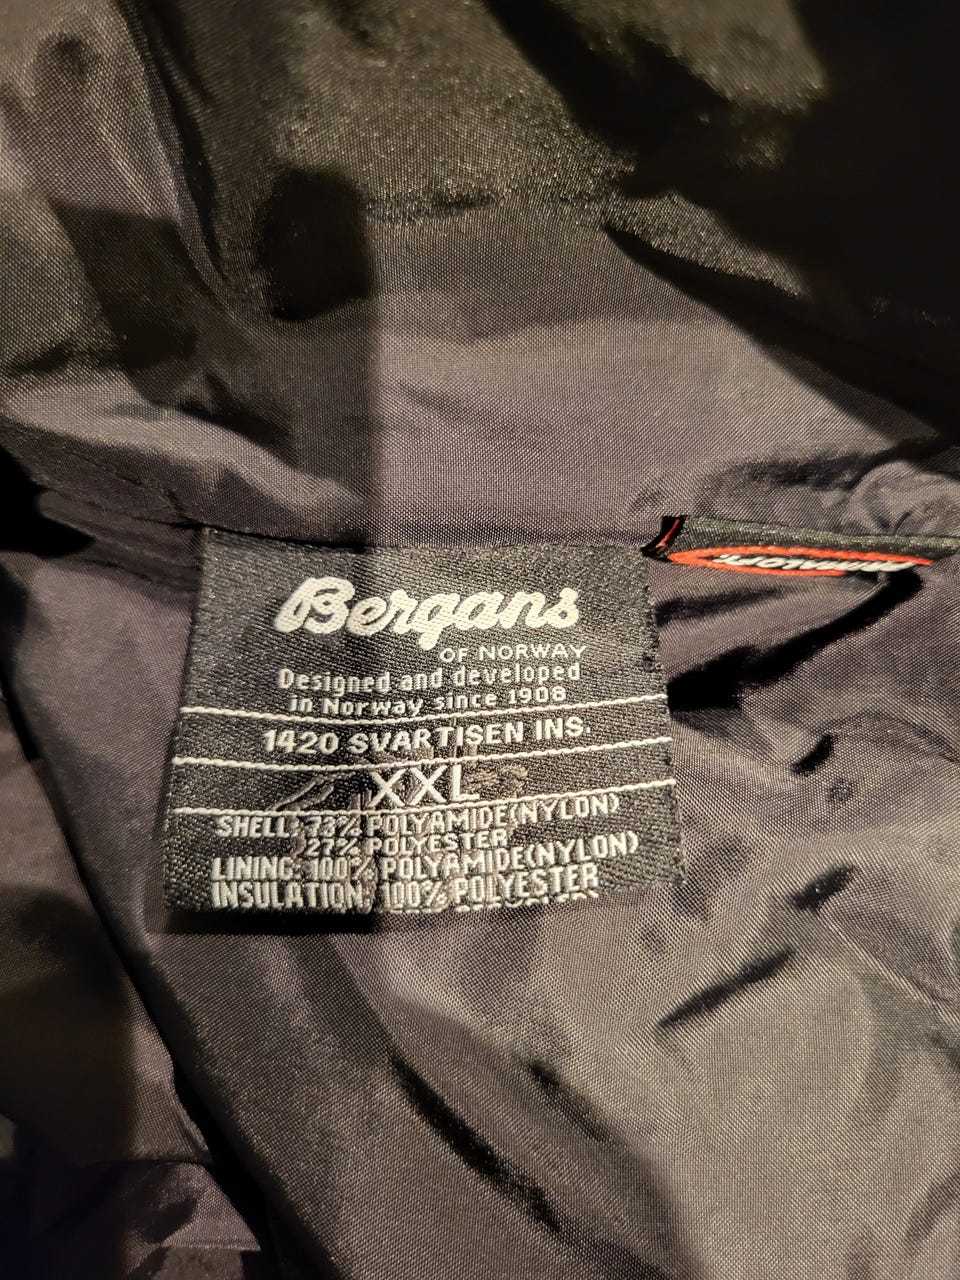 Bergans
OF NORWAY
Designed and developed
in Norway since 1908
1420 SVARTISEN INS.
XXL
SHELL: 73% POLYAMIDE(NYLON)
27% POLYESTER
LINING: 100% POLYAMIDE(NYLON)
INSULATION: 100% POLYESTER